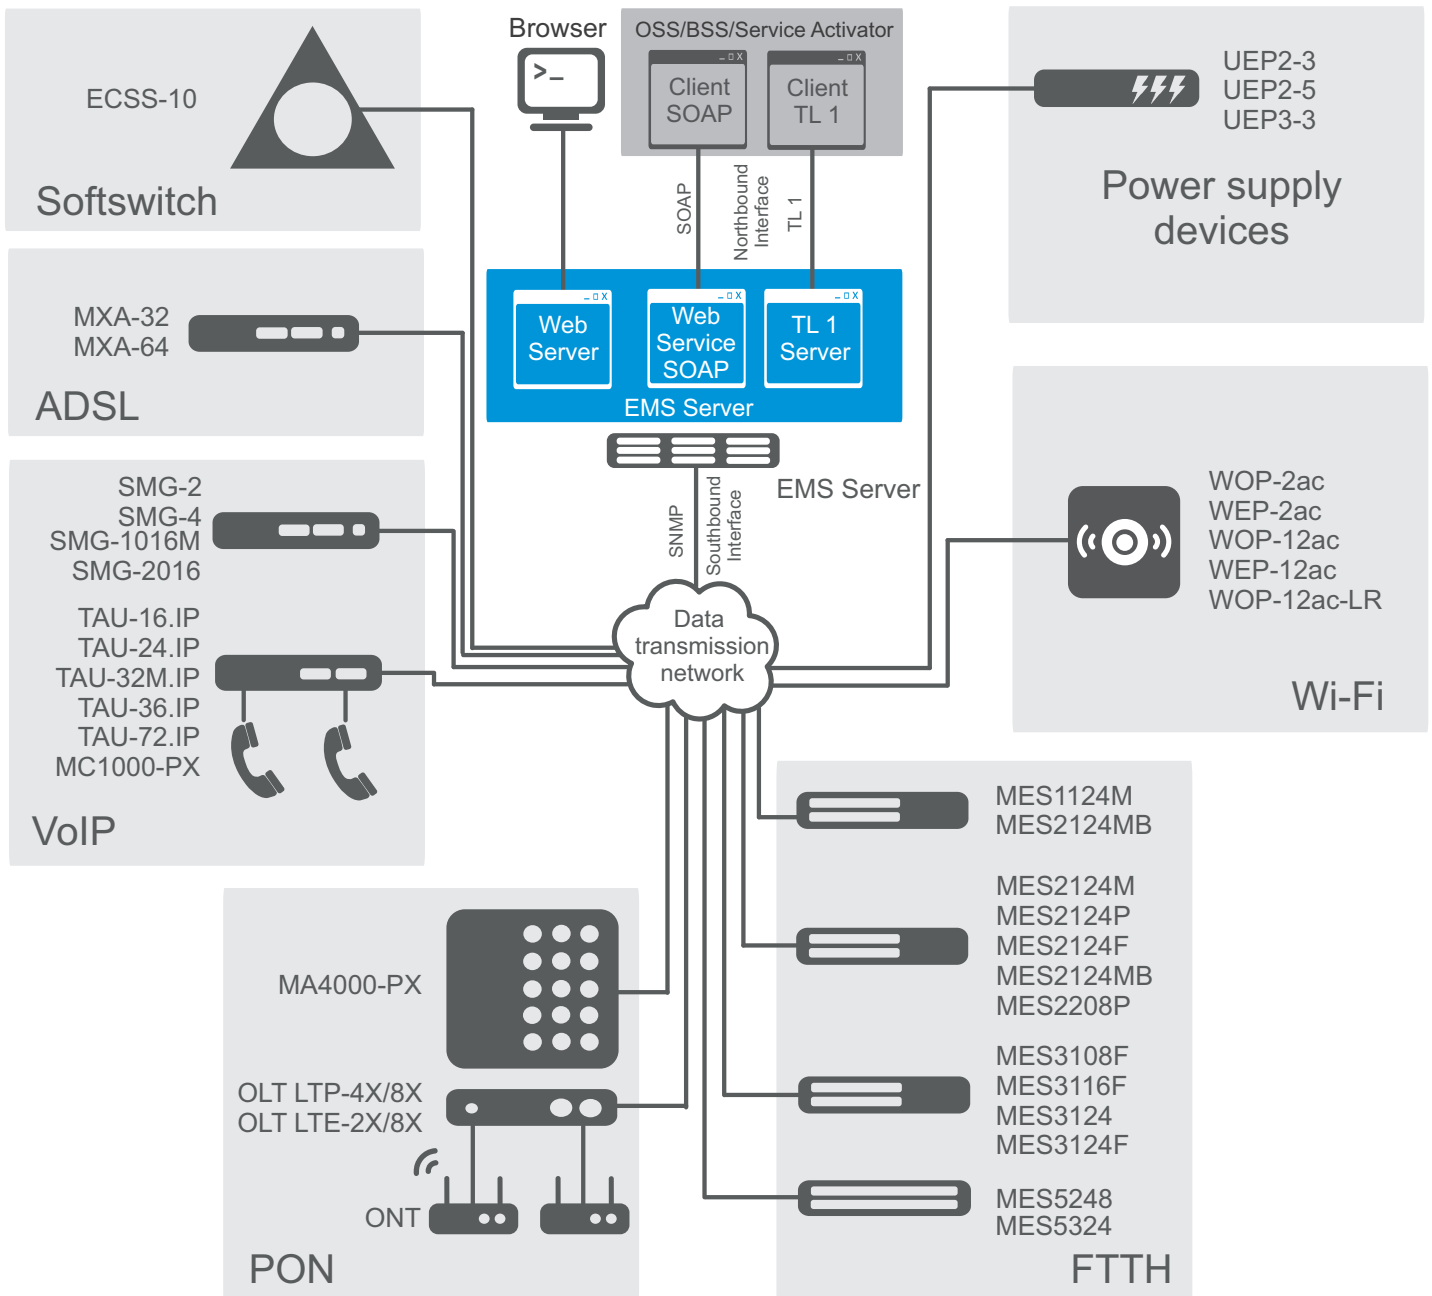 Browser
>_
OSS/BSS/Service Activator
Client
SOAP
Client
TL 1
SOAP
Northbound
Interface
TL 1
Web
Server
Web
Service
SOAP
TL 1
Server
EMS Server
EMS Server
SNMP
Southbound
Interface
Data
transmission
network
ECSS-10
Softswitch
MXA-32
MXA-64
ADSL
SMG-2
SMG-4
SMG-1016M
SMG-2016
TAU-16.IP
TAU-24.IP
TAU-32M.IP
TAU-36.IP
TAU-72.IP
MC1000-PX
VoIP
UEP2-3
UEP2-5
UEP3-3
Power supply
devices
WOP-2ac
WEP-2ac
WOP-12ac
WEP-12ac
WOP-12ac-LR
Wi-Fi
MA4000-PX
OLT LTP-4X/8X
OLT LTE-2X/8X
ONT
PON
MES1124M
MES2124MB
MES2124M
MES2124P
MES2124F
MES2124MB
MES2208P
MES3108F
MES3116F
MES3124
MES3124F
MES5248
MES5324
FTTH